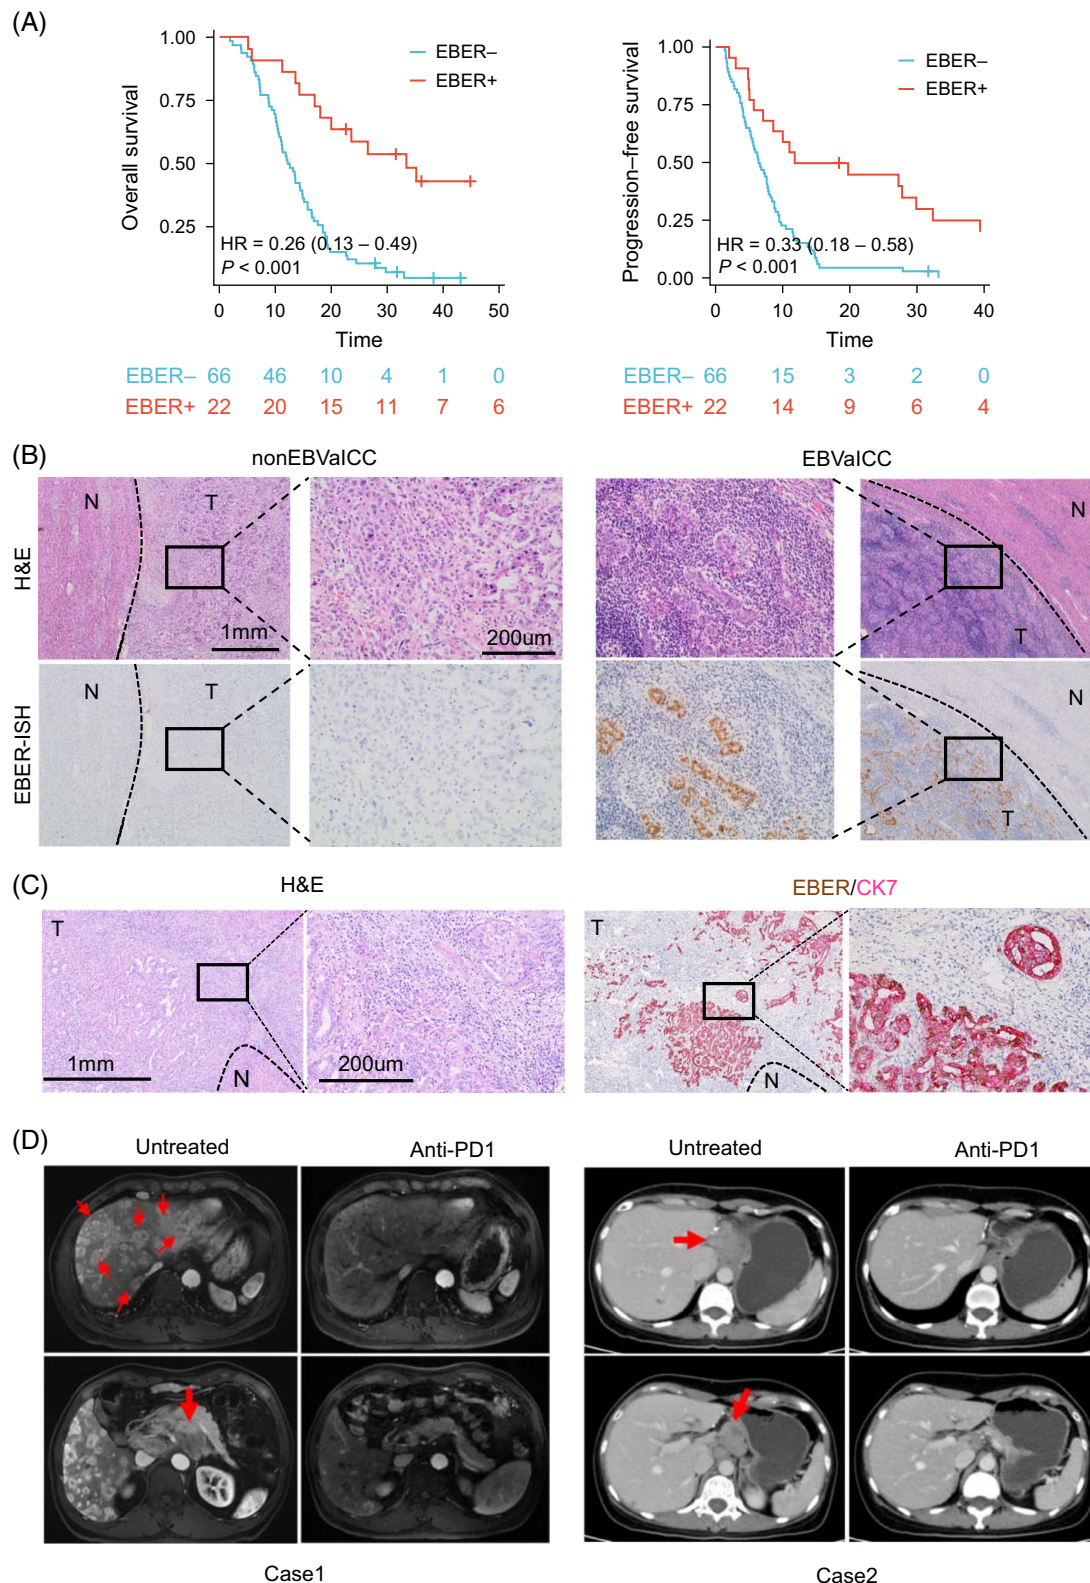 (A)
1.00
0.75
0.50
0.25
Overall survival
EBER–
EBER+
HR = 0.26 (0.13 – 0.49)
P < 0.001
0 10 20 30 40 50
Time
EBER– 66 46 10 4 1 0
EBER+ 22 20 15 11 7 6
1.00
0.75
0.50
0.25
0.00
Progression–free survival
EBER–
EBER+
HR = 0.33 (0.18 – 0.58)
P < 0.001
0 10 20 30 40
Time
EBER– 66 15 3 2 0
EBER+ 22 14 9 6 4
(B)
nonEBVaICC
EBVaICC
H&E
N T
1mm
200um
N
T
EBER-ISH
N T
N
T
(C)
H&E
EBER/CK7
T
1mm
N
200um
T
N
(D)
Untreated
Anti-PD1
Untreated
Anti-PD1
Case1
Case2